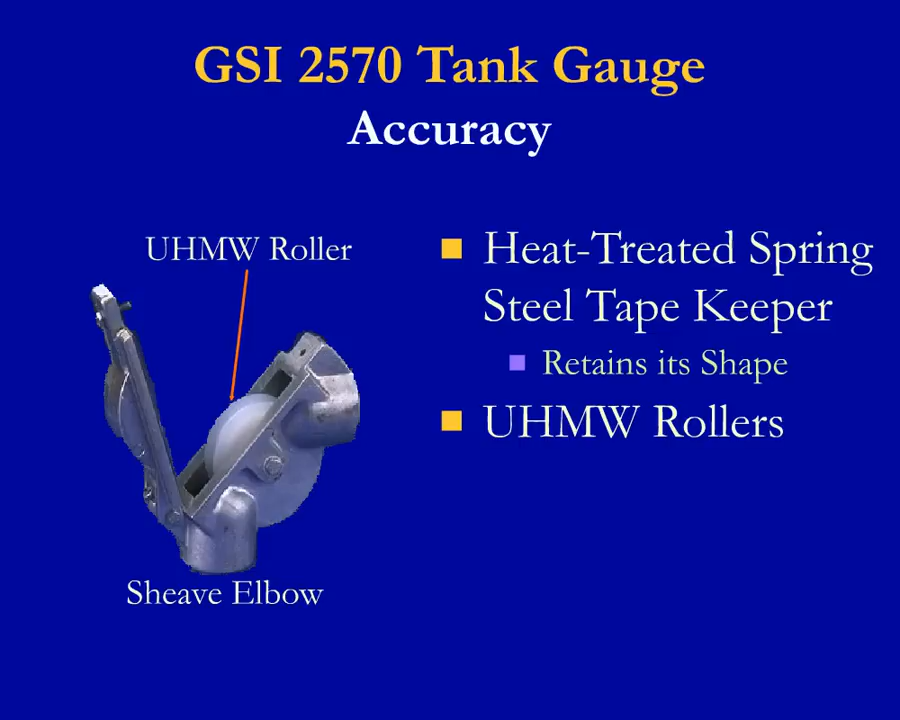 GSI 2570 Tank Gauge
Accuracy
UHMW Roller
Sheave Elbow
Heat-Treated Spring
Steel Tape Keeper
Retains its Shape
UHMW Rollers